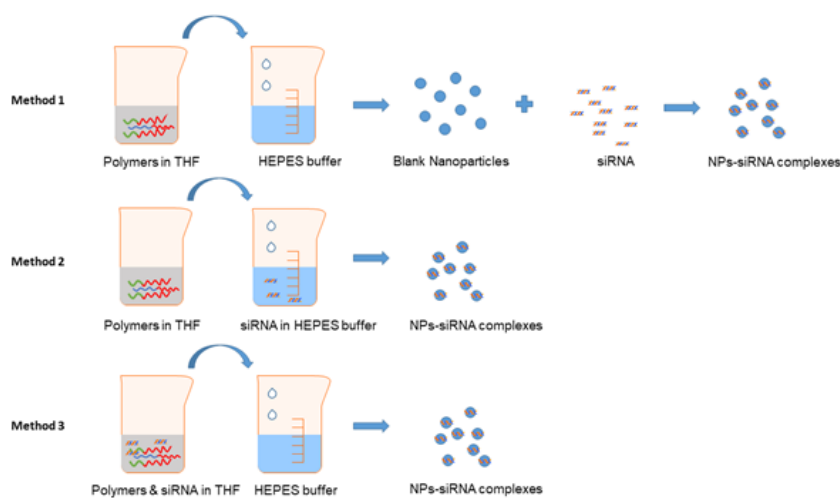 Method 1
Polymers in THF
HEPES buffer
Blank Nanoparticles
siRNA
NPs-siRNA complexes
Method 2
Polymers in THF
siRNA in HEPES buffer
NPs-siRNA complexes
Method 3
Polymers & siRNA in THF
HEPES buffer
NPs-siRNA complexes